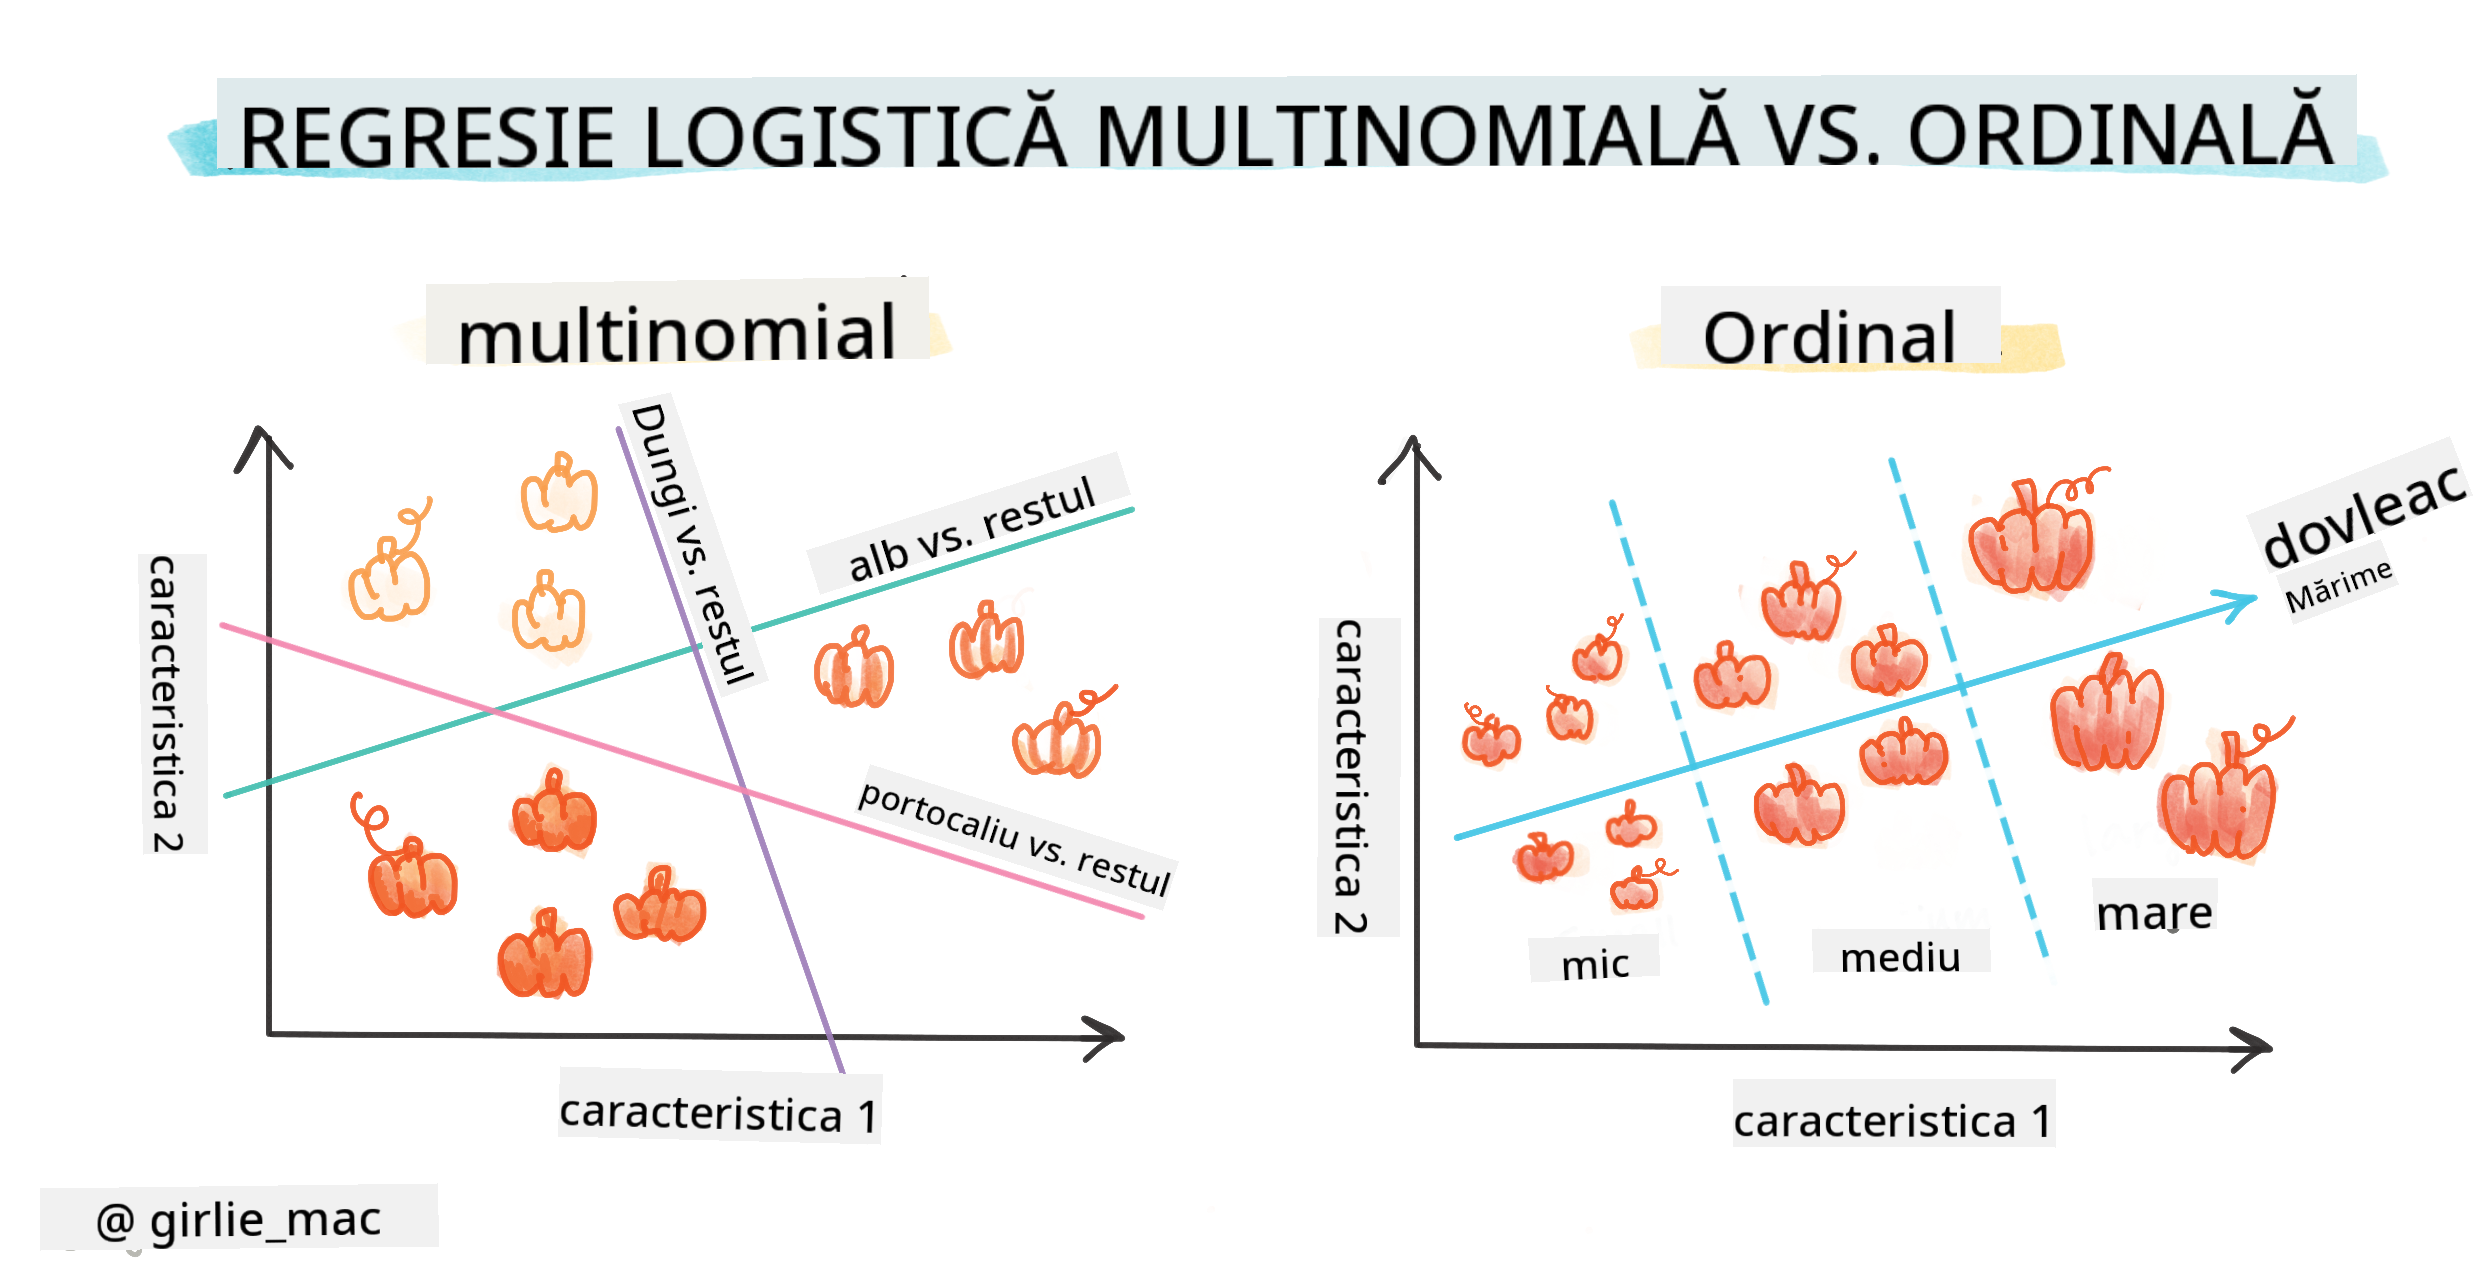 REGRESIE LOGISTICĂ MULTINOMIALĂ VS. ORDINALĂ
multinomial
Dungi vs. restul
alb vs. restul
portocaliu vs. restul
caracteristica 2
caracteristica 1
Ordinal
dovleac
Mărime
caracteristica 2
mic
mediu
mare
caracteristica 1
@ girlie_mac